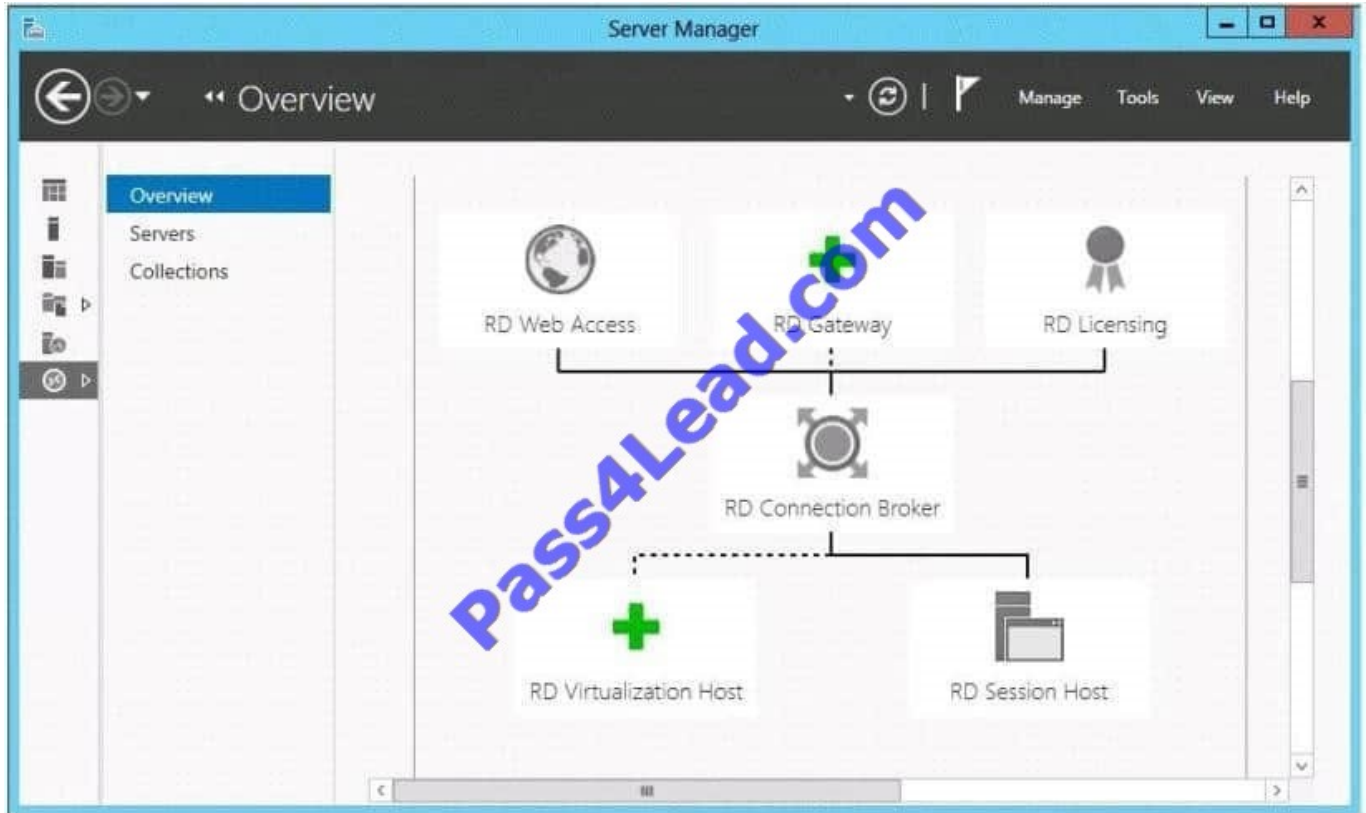 Server Manager
Overview
Manage Tools View Help
Overview
Servers
Collections
RD Web Access
RD Gateway
RD Licensing
RD Connection Broker
RD Virtualization Host
RD Session Host
Pass4Lead.com